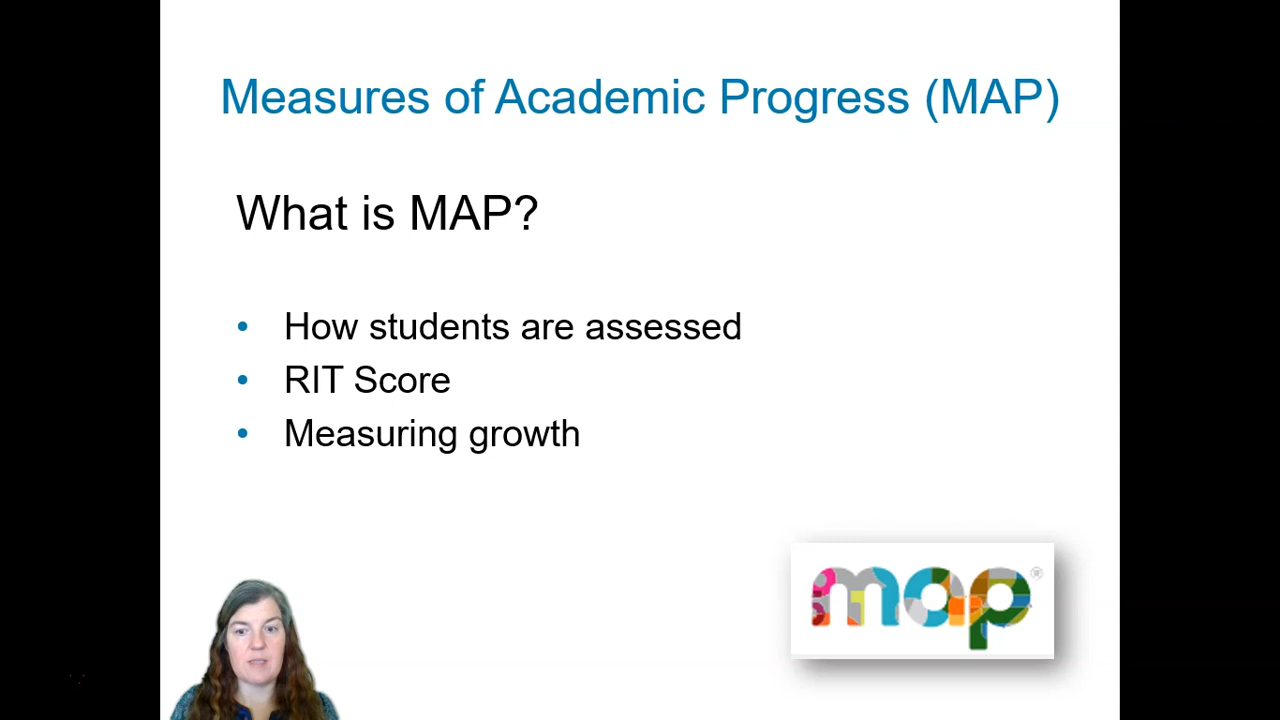 Measures of Academic Progress (MAP)
What is MAP?
• How students are assessed
• RIT Score
• Measuring growth
map®